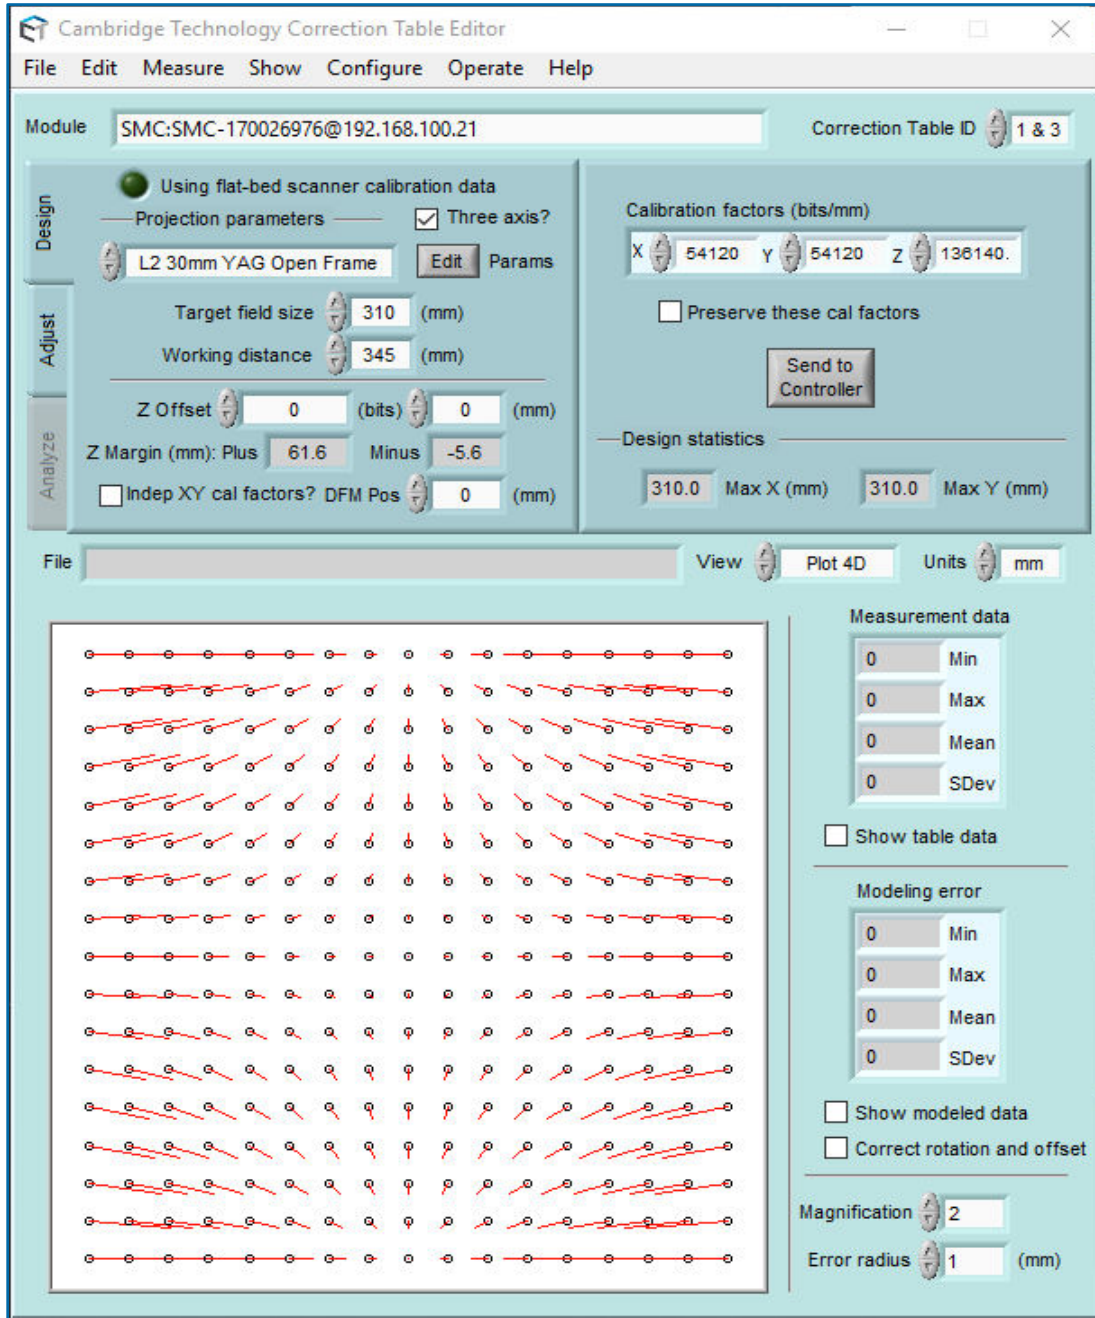 Cambridge Technology Correction Table Editor
File Edit Measure Show Configure Operate Help
Module SMC:SMC-170026976@192.168.100.21 Correction Table ID 1 & 3
Design
Adjust
Analyze
Using flat-bed scanner calibration data
Projection parameters Three axis?
L2 30mm YAG Open Frame Edit Params
Target field size 310 (mm)
Working distance 345 (mm)
Z Offset 0 (bits) 0 (mm)
Z Margin (mm): Plus 61.6 Minus -5.6
Indep XY cal factors? DFM Pos 0 (mm)
Calibration factors (bits/mm)
X 54120 Y 54120 Z 136140.
Preserve these cal factors
Send to
Controller
Design statistics
310.0 Max X (mm) 310.0 Max Y (mm)
File View Plot 4D Units mm
Measurement data
0 Min
0 Max
0 Mean
0 SDev
Show table data
Modeling error
0 Min
0 Max
0 Mean
0 SDev
Show modeled data
Correct rotation and offset
Magnification 2
Error radius 1 (mm)